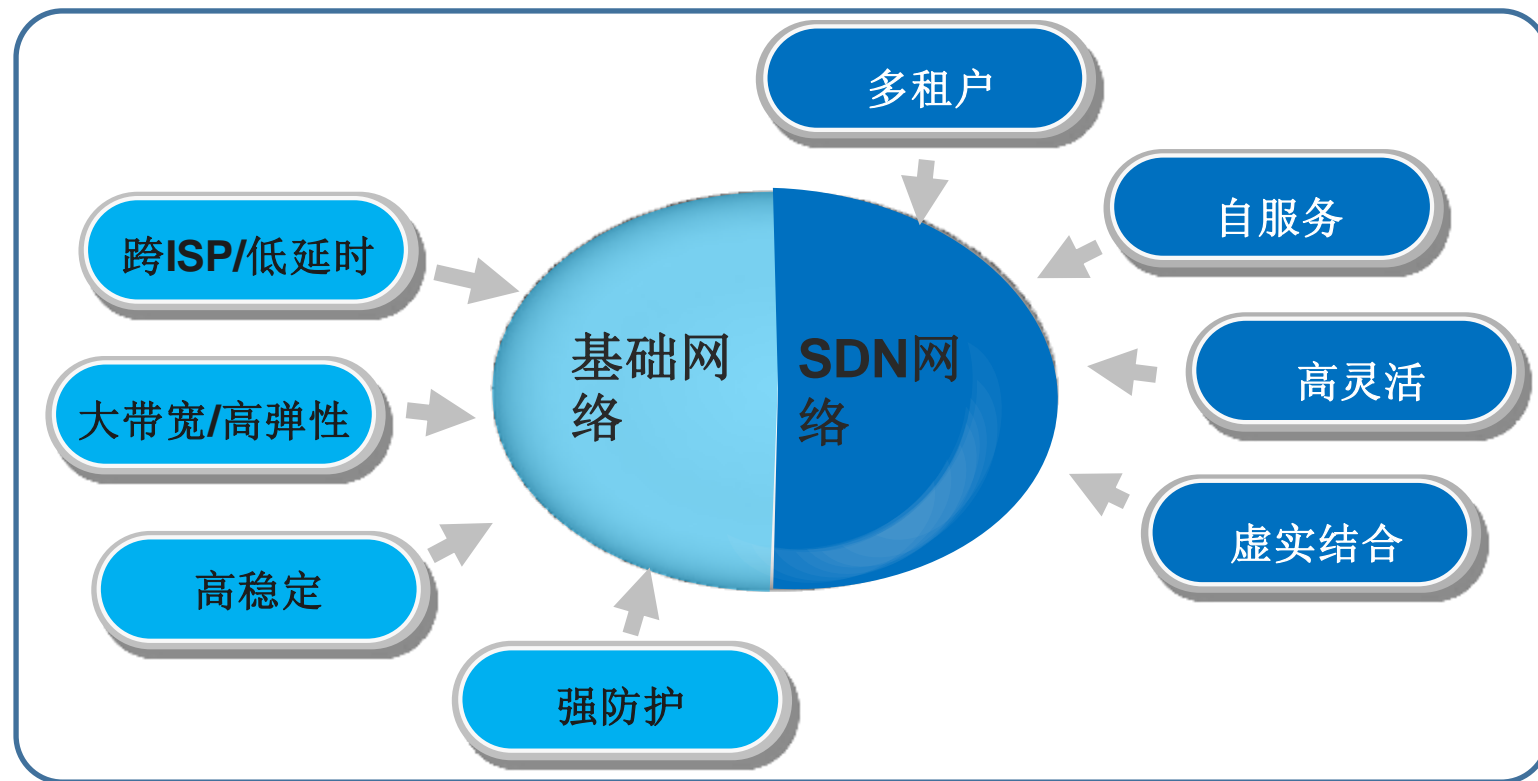 多租户
自服务
跨ISP/低延时
基础网
络
SDN网
络
高灵活
大带宽/高弹性
虚实结合
高稳定
强防护